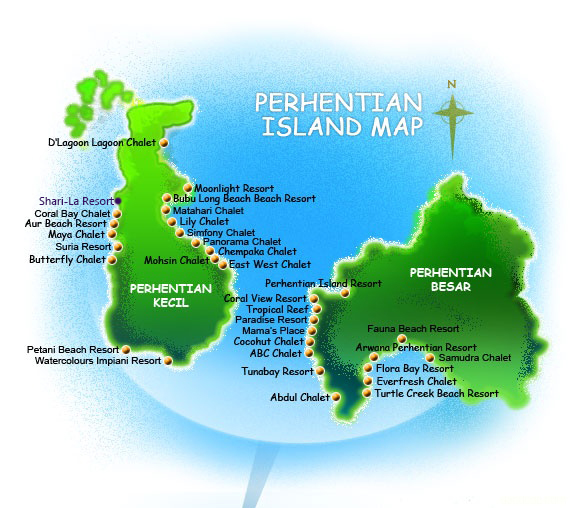 N
PERHENTIAN
ISLAND MAP
D'Lagoon Lagoon Chalet
Moonlight Resort
Bubu Long Beach Beach Resort
Shari-La Resort
Matahari Chalet
Coral Bay Chalet
Lily Chalet
Aur Beach Resort
Simfony Chalet
Maya Chalet
Panorama Chalet
Suria Resort
Chempaka Chalet
Butterfly Chalet
Mohsin Chalet
East West Chalet
PERHENTIAN
KECIL
Petani Beach Resort
Watercolours Impiani Resort
PERHENTIAN
BESAR
Perhentian Island Resort
Coral View Resort
Tropical Reef
Paradise Resort
Mama's Place
Cocohut Chalet
ABC Chalet
Tunabay Resort
Abdul Chalet
Fauna Beach Resort
Arwana Perhentian Resort
Samudra Chalet
Flora Bay Resort
Everfresh Chalet
Turtle Creek Beach Resort